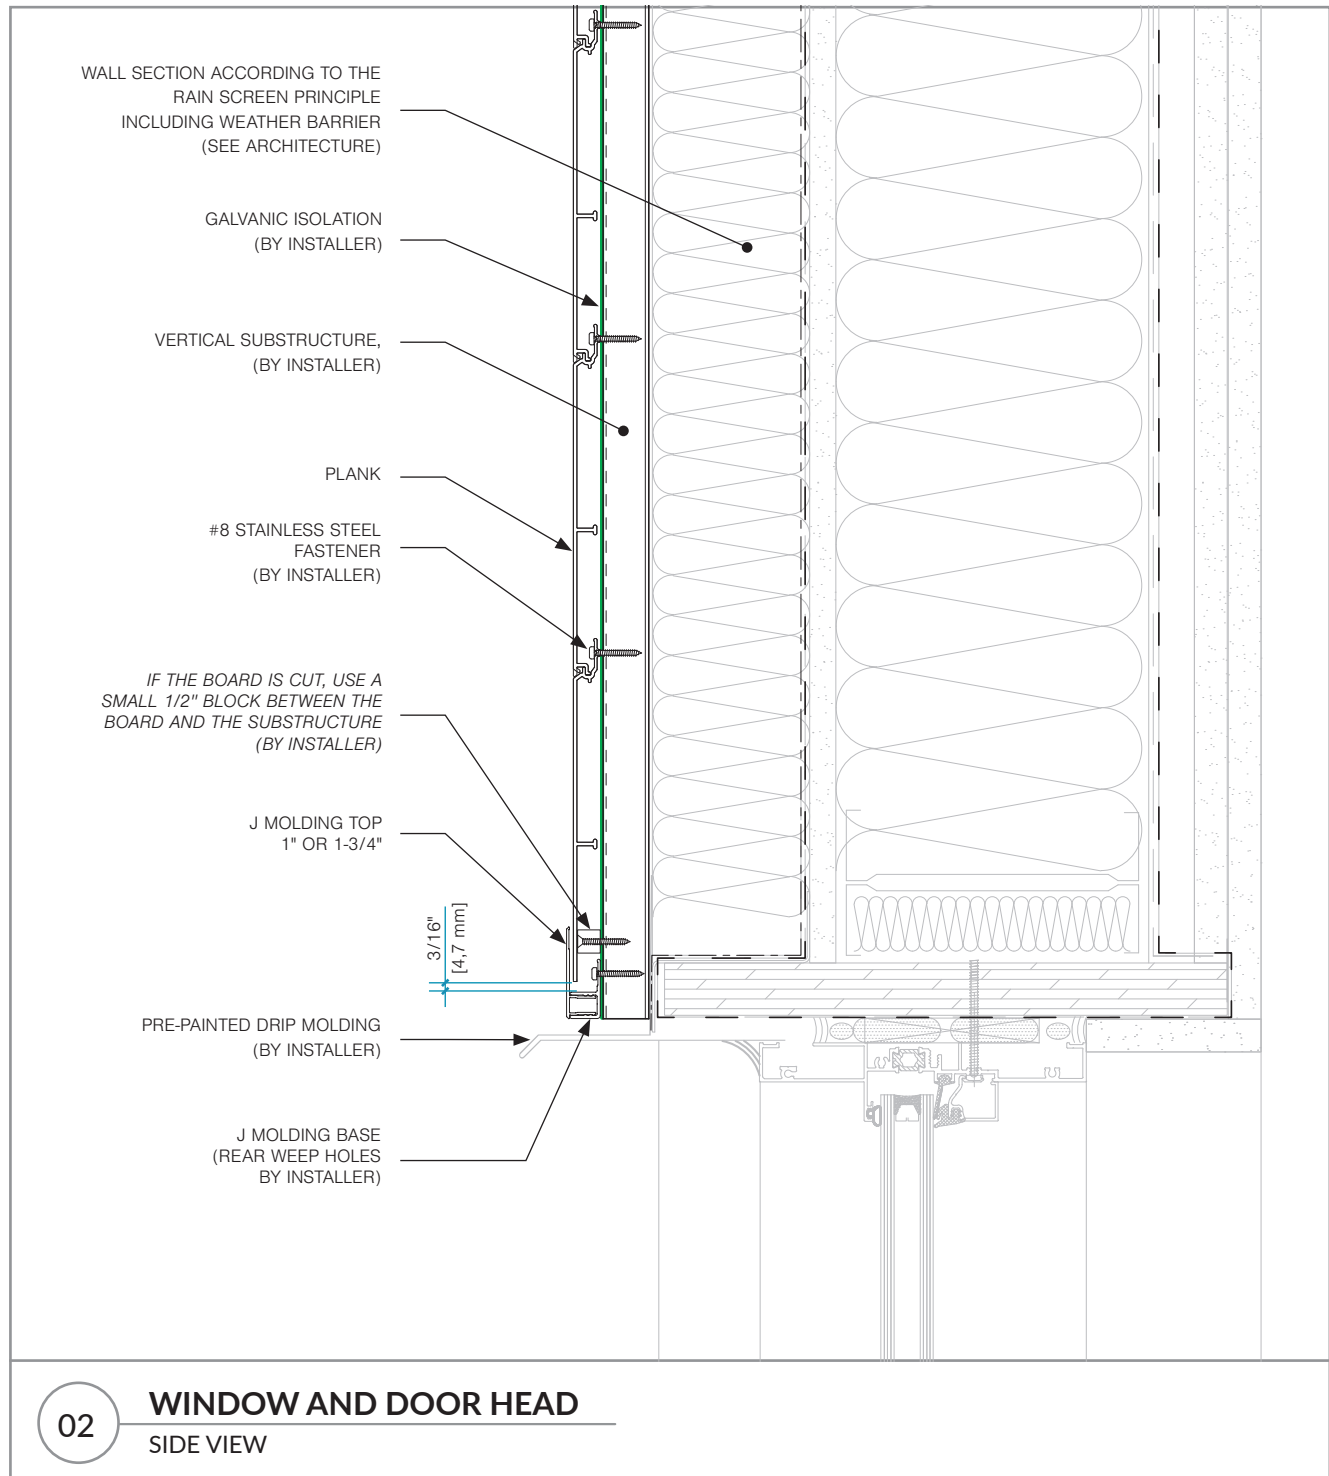 WALL SECTION ACCORDING TO THE
RAIN SCREEN PRINCIPLE
INCLUDING WEATHER BARRIER
(SEE ARCHITECTURE)
GALVANIC ISOLATION
(BY INSTALLER)
VERTICAL SUBSTRUCTURE,
(BY INSTALLER)
PLANK
#8 STAINLESS STEEL
FASTENER
(BY INSTALLER)
IF THE BOARD IS CUT, USE A
SMALL 1/2" BLOCK BETWEEN THE
BOARD AND THE SUBSTRUCTURE
(BY INSTALLER)
J MOLDING TOP
1" OR 1-3/4"
3/16"
[4,7 mm]
PRE-PAINTED DRIP MOLDING
(BY INSTALLER)
J MOLDING BASE
(REAR WEEP HOLES
BY INSTALLER)
02
WINDOW AND DOOR HEAD
SIDE VIEW